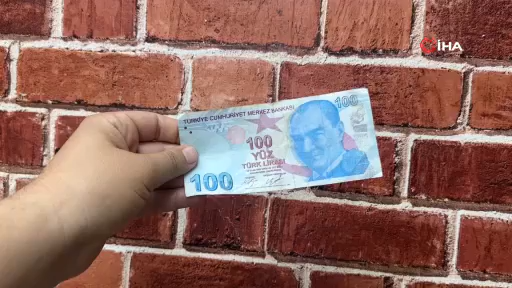 İHA
TÜRKİYE CUMHURİYET MERKEZ BANKASI
100
100
YÜZ
TÜRK LİRASI
100